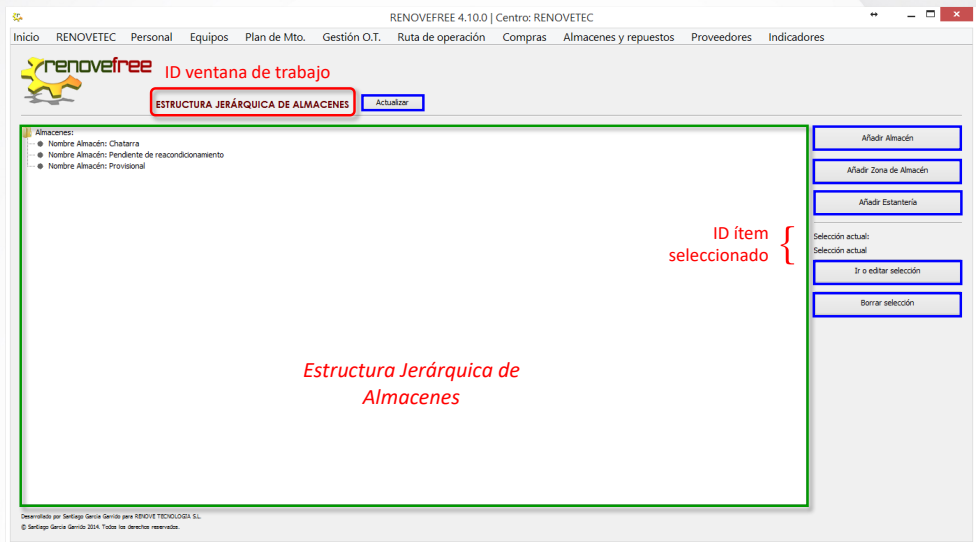 RENOVEFREE 4.10.0 | Centro: RENOVETEC
Inicio RENOVETEC Personal Equipos Plan de Mto. Gestión O.T. Ruta de operación Compras Almacenes y repuestos Proveedores Indicadores
renovefree
ID ventana de trabajo
ESTRUCTURA JERÁRQUICA DE ALMACENES
Actualizar
Almacenes:
Nombre Almacén: Chatarra
Nombre Almacén: Pendiente de reacondicionamiento
Nombre Almacén: Provisional
Añadir Almacén
Añadir Zona de Almacén
Añadir Estantería
ID ítem
seleccionado
{
Selección actual:
Selección actual
Ir o editar selección
Borrar selección
Estructura Jerárquica de
Almacenes
Desarrollado por Santiago Garcia Garrido para RENOVE TECNOLOGIA S.L.
© Santiago Garcia Garrido 2014. Todos los derechos reservados.